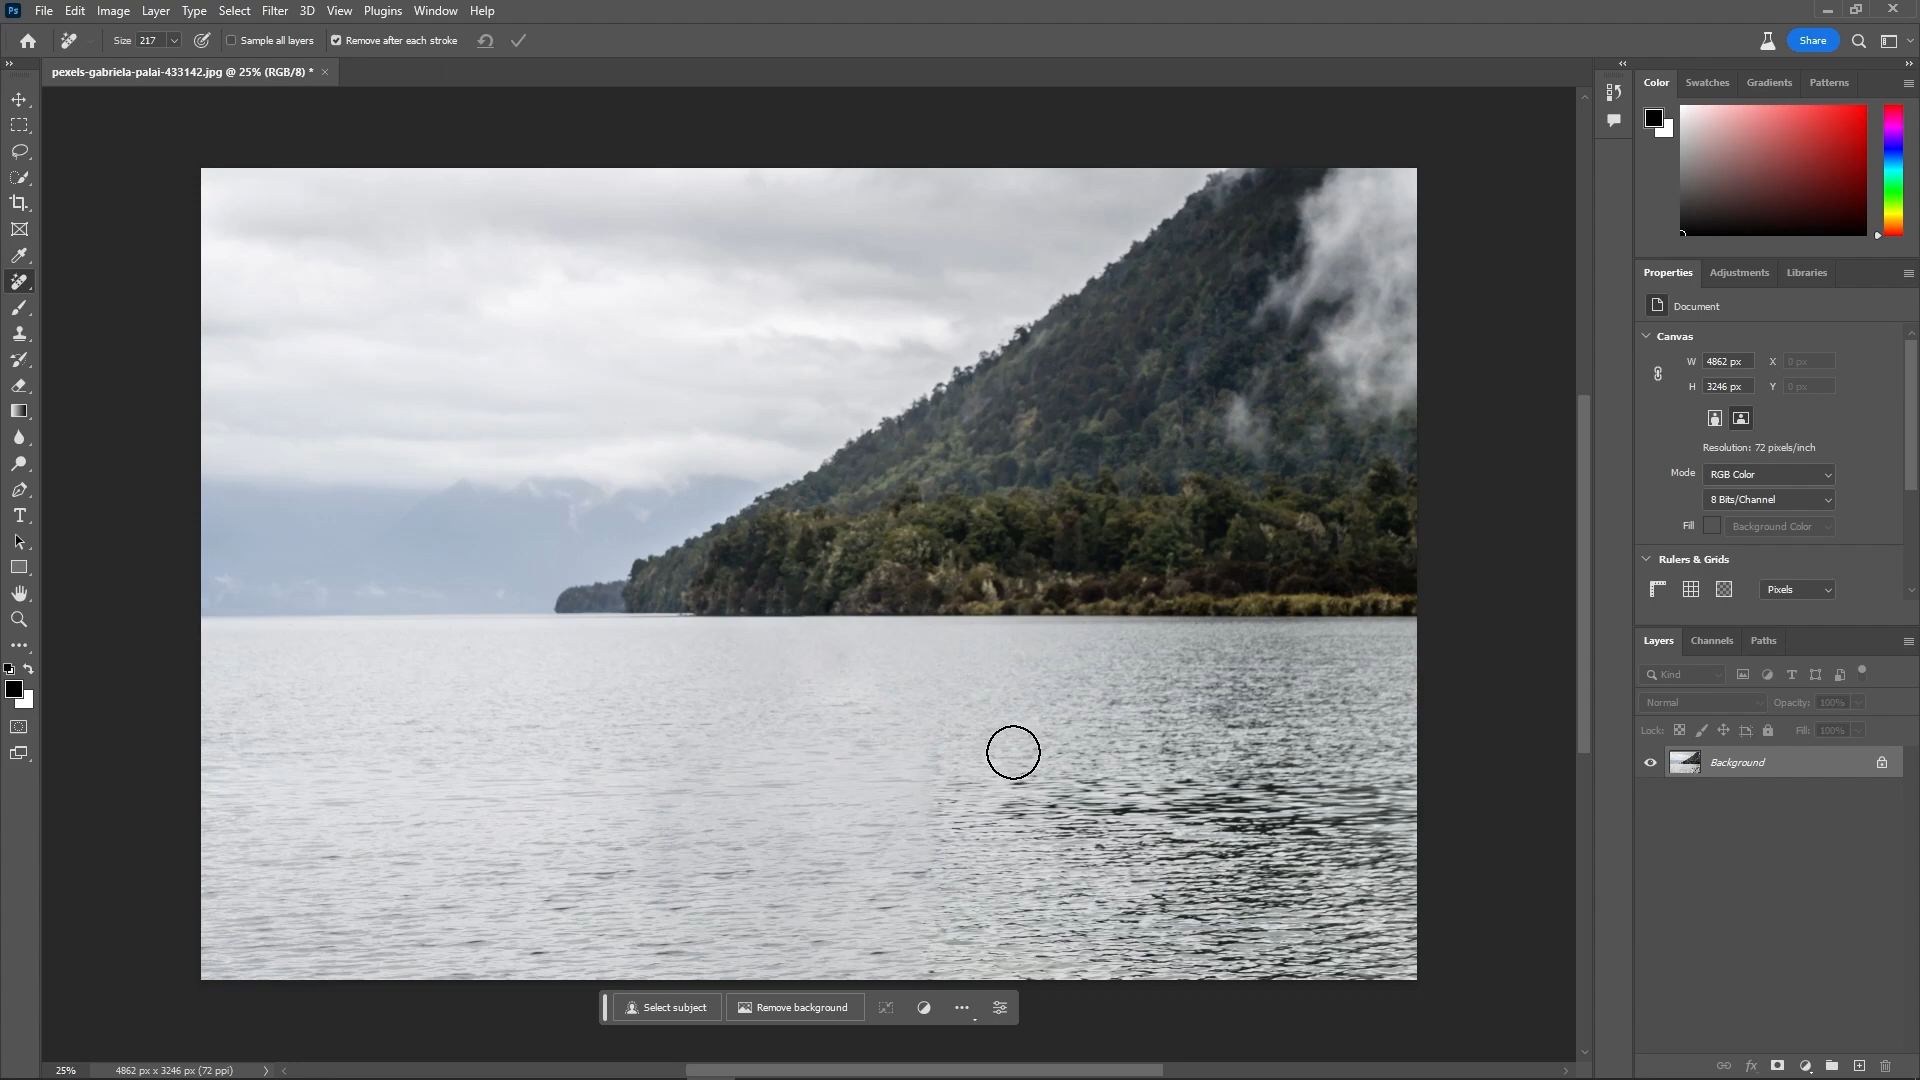 Ps File Edit Image Layer Type Select Filter 3D View Plugins Window Help
Size 217 Sample all layers Remove after each stroke Share
pexels-gabriela-palai-433142.jpg @ 25% (RGB/8) * ×
Color Swatches Gradients Patterns
Properties Adjustments Libraries
Document
Canvas
W 4862 px X 0 px
H 3246 px Y 0 px
Resolution: 72 pixels/inch
Mode RGB Color
8 Bits/Channel
Fill Background Color
Rulers & Grids
Pixels
Layers Channels Paths
Kind
Normal Opacity: 100%
Lock: Fill: 100%
Background
Select subject Remove background
25% 4862 px x 3246 px (72 ppi)